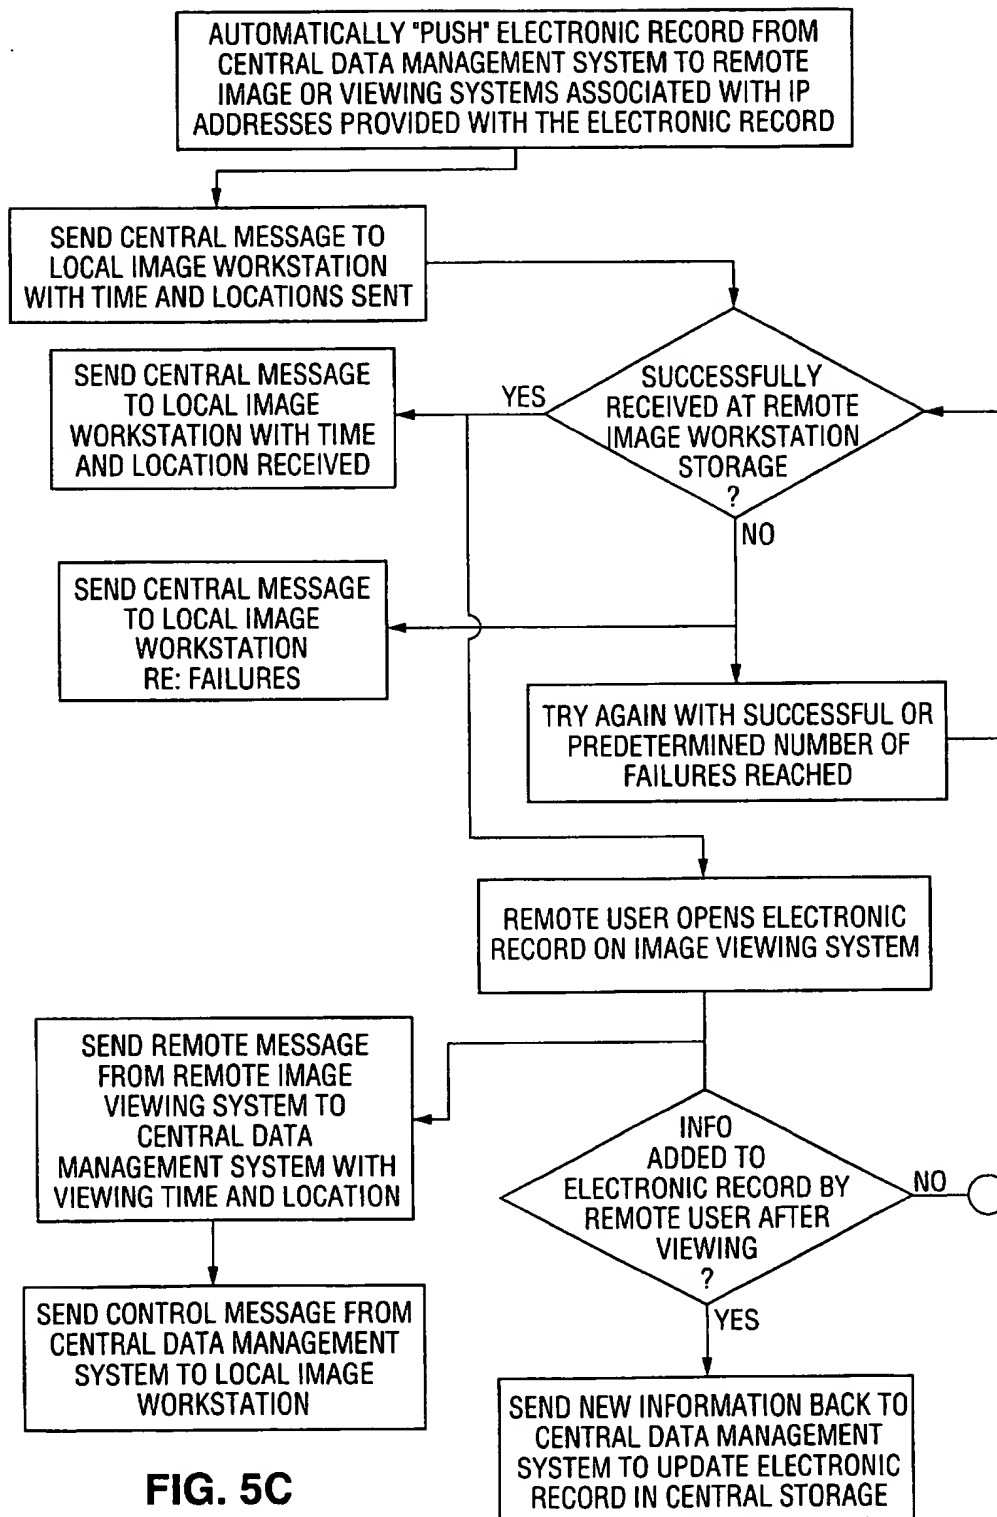 AUTOMATICALLY "PUSH" ELECTRONIC RECORD FROM
CENTRAL DATA MANAGEMENT SYSTEM TO REMOTE
IMAGE OR VIEWING SYSTEMS ASSOCIATED WITH IP
ADDRESSES PROVIDED WITH THE ELECTRONIC RECORD
SEND CENTRAL MESSAGE TO
LOCAL IMAGE WORKSTATION
WITH TIME AND LOCATIONS SENT
SUCCESSFULLY
RECEIVED AT REMOTE
IMAGE WORKSTATION
STORAGE
?
YES
SEND CENTRAL MESSAGE
TO LOCAL IMAGE
WORKSTATION WITH TIME
AND LOCATION RECEIVED
NO
SEND CENTRAL MESSAGE
TO LOCAL IMAGE
WORKSTATION
RE: FAILURES
TRY AGAIN WITH SUCCESSFUL OR
PREDETERMINED NUMBER OF
FAILURES REACHED
REMOTE USER OPENS ELECTRONIC
RECORD ON IMAGE VIEWING SYSTEM
SEND REMOTE MESSAGE
FROM REMOTE IMAGE
VIEWING SYSTEM TO
CENTRAL DATA
MANAGEMENT SYSTEM WITH
VIEWING TIME AND LOCATION
INFO
ADDED TO
ELECTRONIC RECORD BY
REMOTE USER AFTER
VIEWING
?
NO
YES
SEND CONTROL MESSAGE FROM
CENTRAL DATA MANAGEMENT
SYSTEM TO LOCAL IMAGE
WORKSTATION
SEND NEW INFORMATION BACK TO
CENTRAL DATA MANAGEMENT
SYSTEM TO UPDATE ELECTRONIC
RECORD IN CENTRAL STORAGE
FIG. 5C